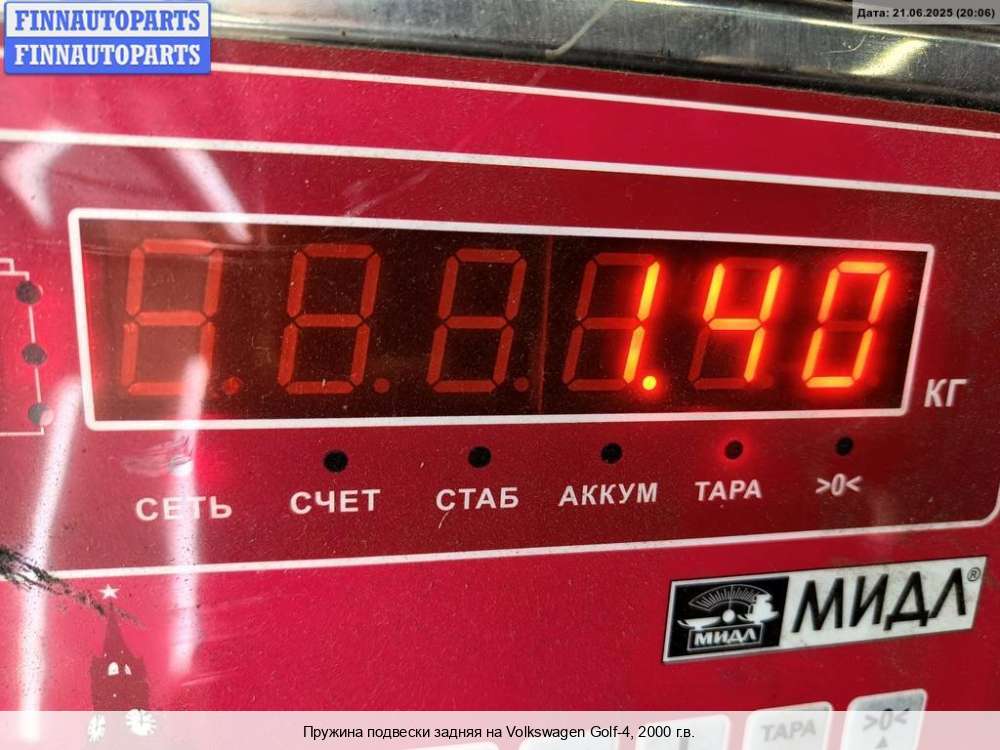 FINNAUTOPARTS
FINNAUTOPARTS
Дата: 21.06.2025 (20:06)
1.40
КГ
СЕТЬ СЧЕТ СТАБ АККУМ ТАРА >0<
МИДЛ МИДЛ®
ТАРА >0<
Пружина подвески задняя на Volkswagen Golf-4, 2000 г.в.